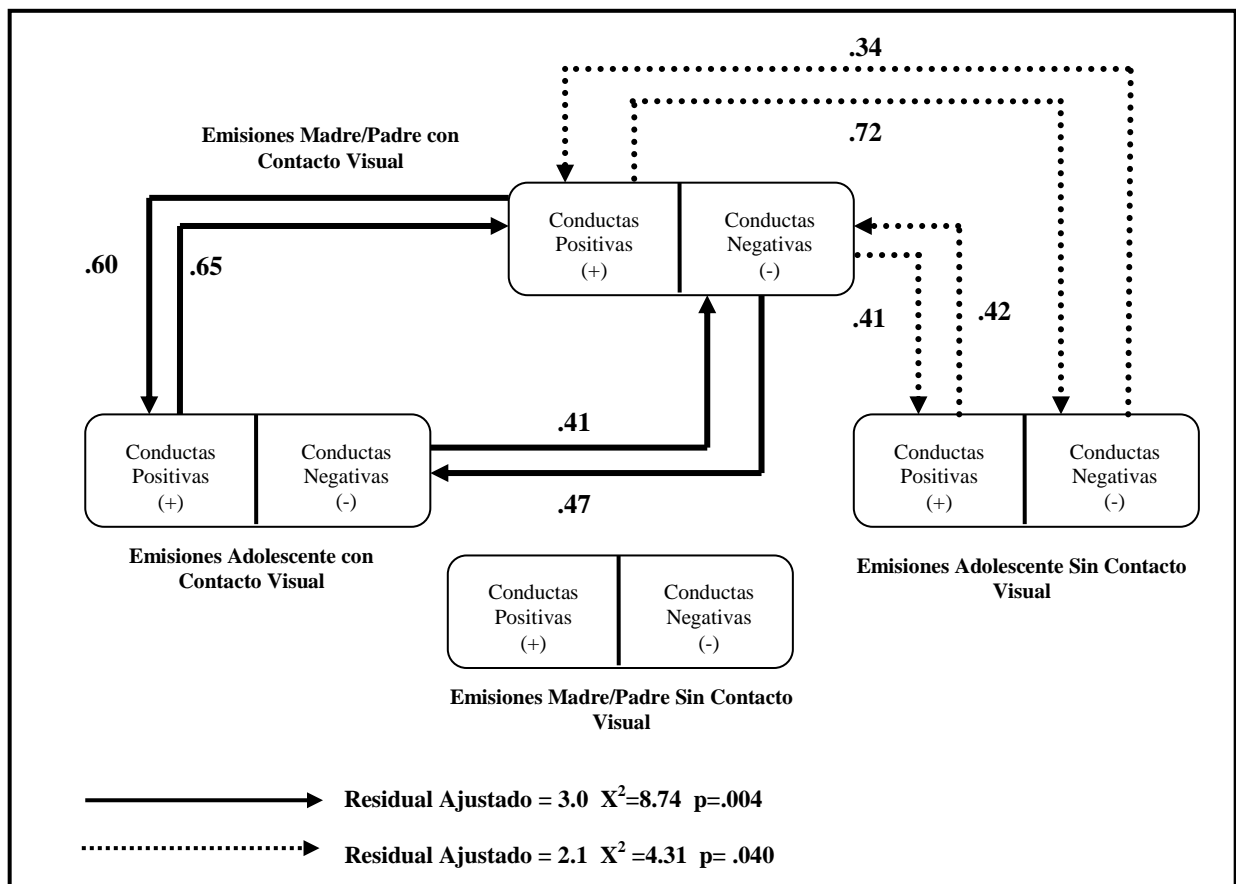 .34
.72
Emisiones Madre/Padre con
Contacto Visual
Conductas
Positivas
(+)
Conductas
Negativas
(-)
.60
.65
.41
.42
.41
.47
Conductas
Positivas
(+)
Conductas
Negativas
(-)
Emisiones Adolescente con
Contacto Visual
Conductas
Positivas
(+)
Conductas
Negativas
(-)
Emisiones Adolescente Sin Contacto
Visual
Conductas
Positivas
(+)
Conductas
Negativas
(-)
Emisiones Madre/Padre Sin Contacto
Visual
Residual Ajustado = 3.0 X²=8.74 p=.004
Residual Ajustado = 2.1 X² =4.31 p= .040